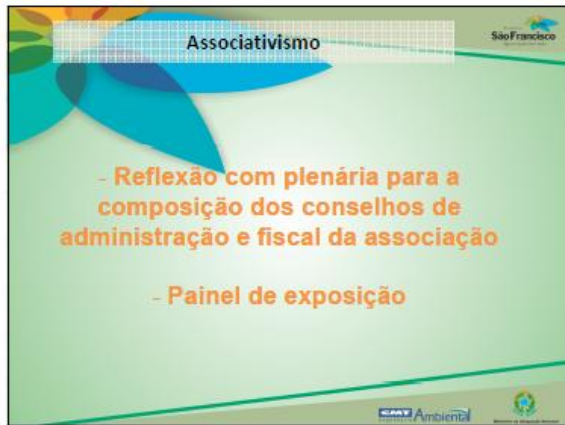 Associativismo
São Francisco
- Reflexão com plenária para a
composição dos conselhos de
administração e fiscal da associação
- Painel de exposição
CMT Ambiental